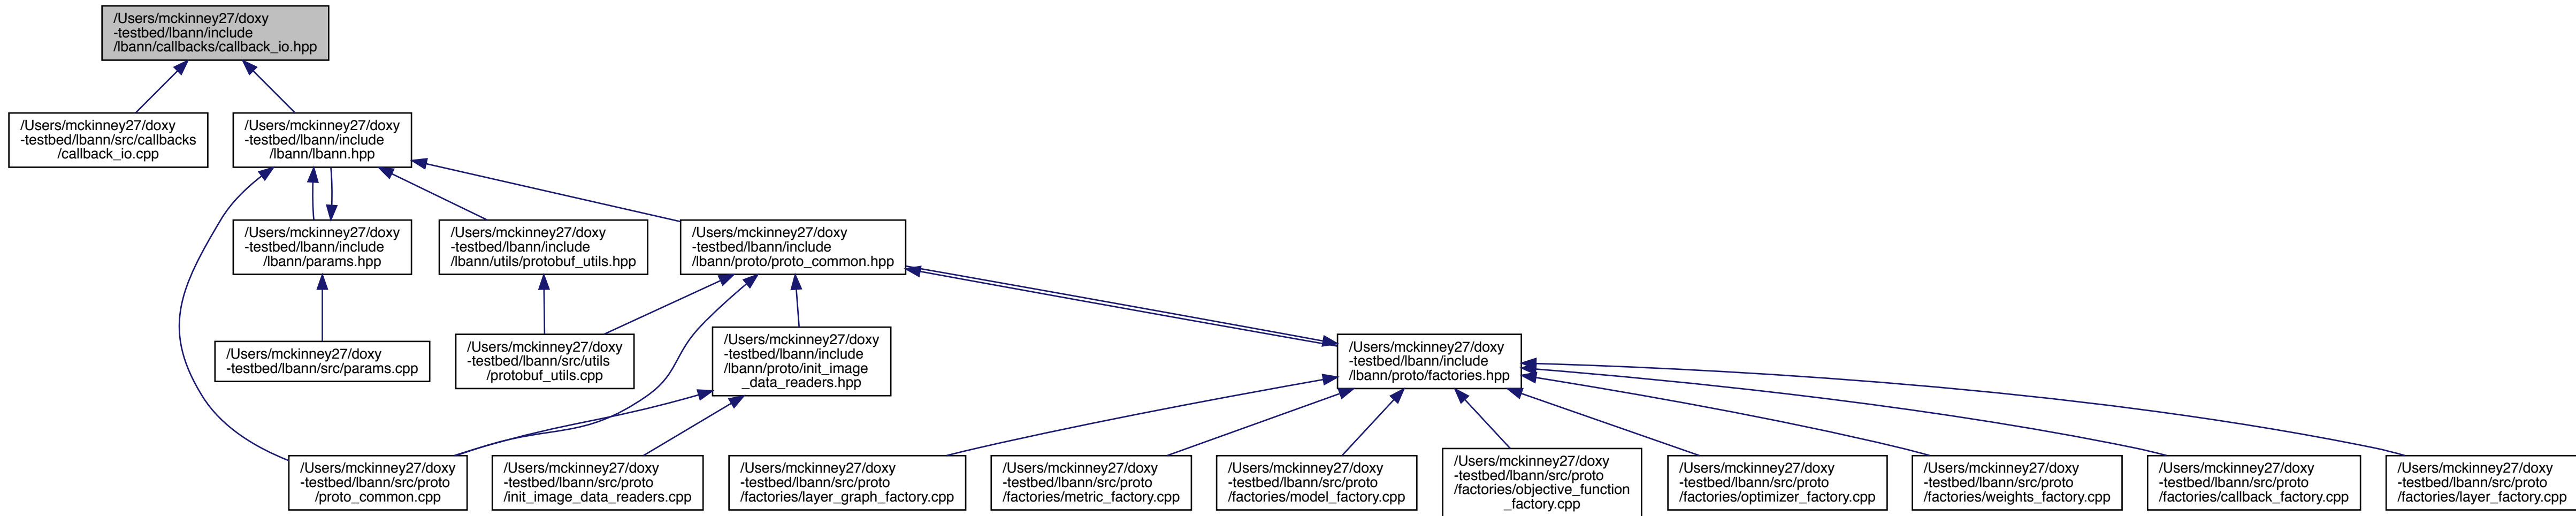 /Users/mckinney27/doxy
-testbed/lbann/include
/lbann/callbacks/callback_io.hpp
/Users/mckinney27/doxy
-testbed/lbann/src/callbacks
/callback_io.cpp
/Users/mckinney27/doxy
-testbed/lbann/include
/lbann/lbann.hpp
/Users/mckinney27/doxy
-testbed/lbann/include
/lbann/params.hpp
/Users/mckinney27/doxy
-testbed/lbann/include
/lbann/utils/protobuf_utils.hpp
/Users/mckinney27/doxy
-testbed/lbann/include
/lbann/proto/proto_common.hpp
/Users/mckinney27/doxy
-testbed/lbann/src/params.cpp
/Users/mckinney27/doxy
-testbed/lbann/src/utils
/protobuf_utils.cpp
/Users/mckinney27/doxy
-testbed/lbann/include
/lbann/proto/init_image
_data_readers.hpp
/Users/mckinney27/doxy
-testbed/lbann/include
/lbann/proto/factories.hpp
/Users/mckinney27/doxy
-testbed/lbann/src/proto
/proto_common.cpp
/Users/mckinney27/doxy
-testbed/lbann/src/proto
/init_image_data_readers.cpp
/Users/mckinney27/doxy
-testbed/lbann/src/proto
/factories/layer_graph_factory.cpp
/Users/mckinney27/doxy
-testbed/lbann/src/proto
/factories/metric_factory.cpp
/Users/mckinney27/doxy
-testbed/lbann/src/proto
/factories/model_factory.cpp
/Users/mckinney27/doxy
-testbed/lbann/src/proto
/factories/objective_function
_factory.cpp
/Users/mckinney27/doxy
-testbed/lbann/src/proto
/factories/optimizer_factory.cpp
/Users/mckinney27/doxy
-testbed/lbann/src/proto
/factories/weights_factory.cpp
/Users/mckinney27/doxy
-testbed/lbann/src/proto
/factories/callback_factory.cpp
/Users/mckinney27/doxy
-testbed/lbann/src/proto
/factories/layer_factory.cpp